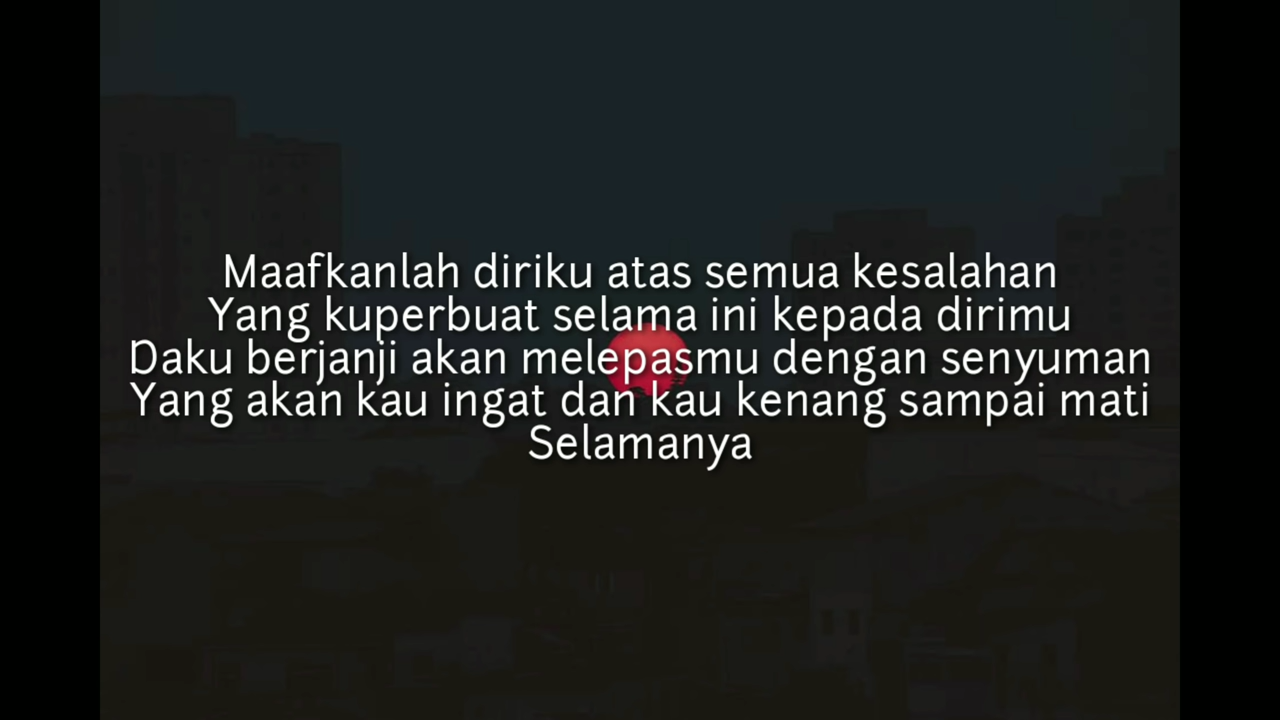 Maafkanlah diriku atas semua kesalahan
Yang kuperbuat selama ini kepada dirimu
Daku berjanji akan melepasmu dengan senyuman
Yang akan kau ingat dan kau kenang sampai mati
Selamanya